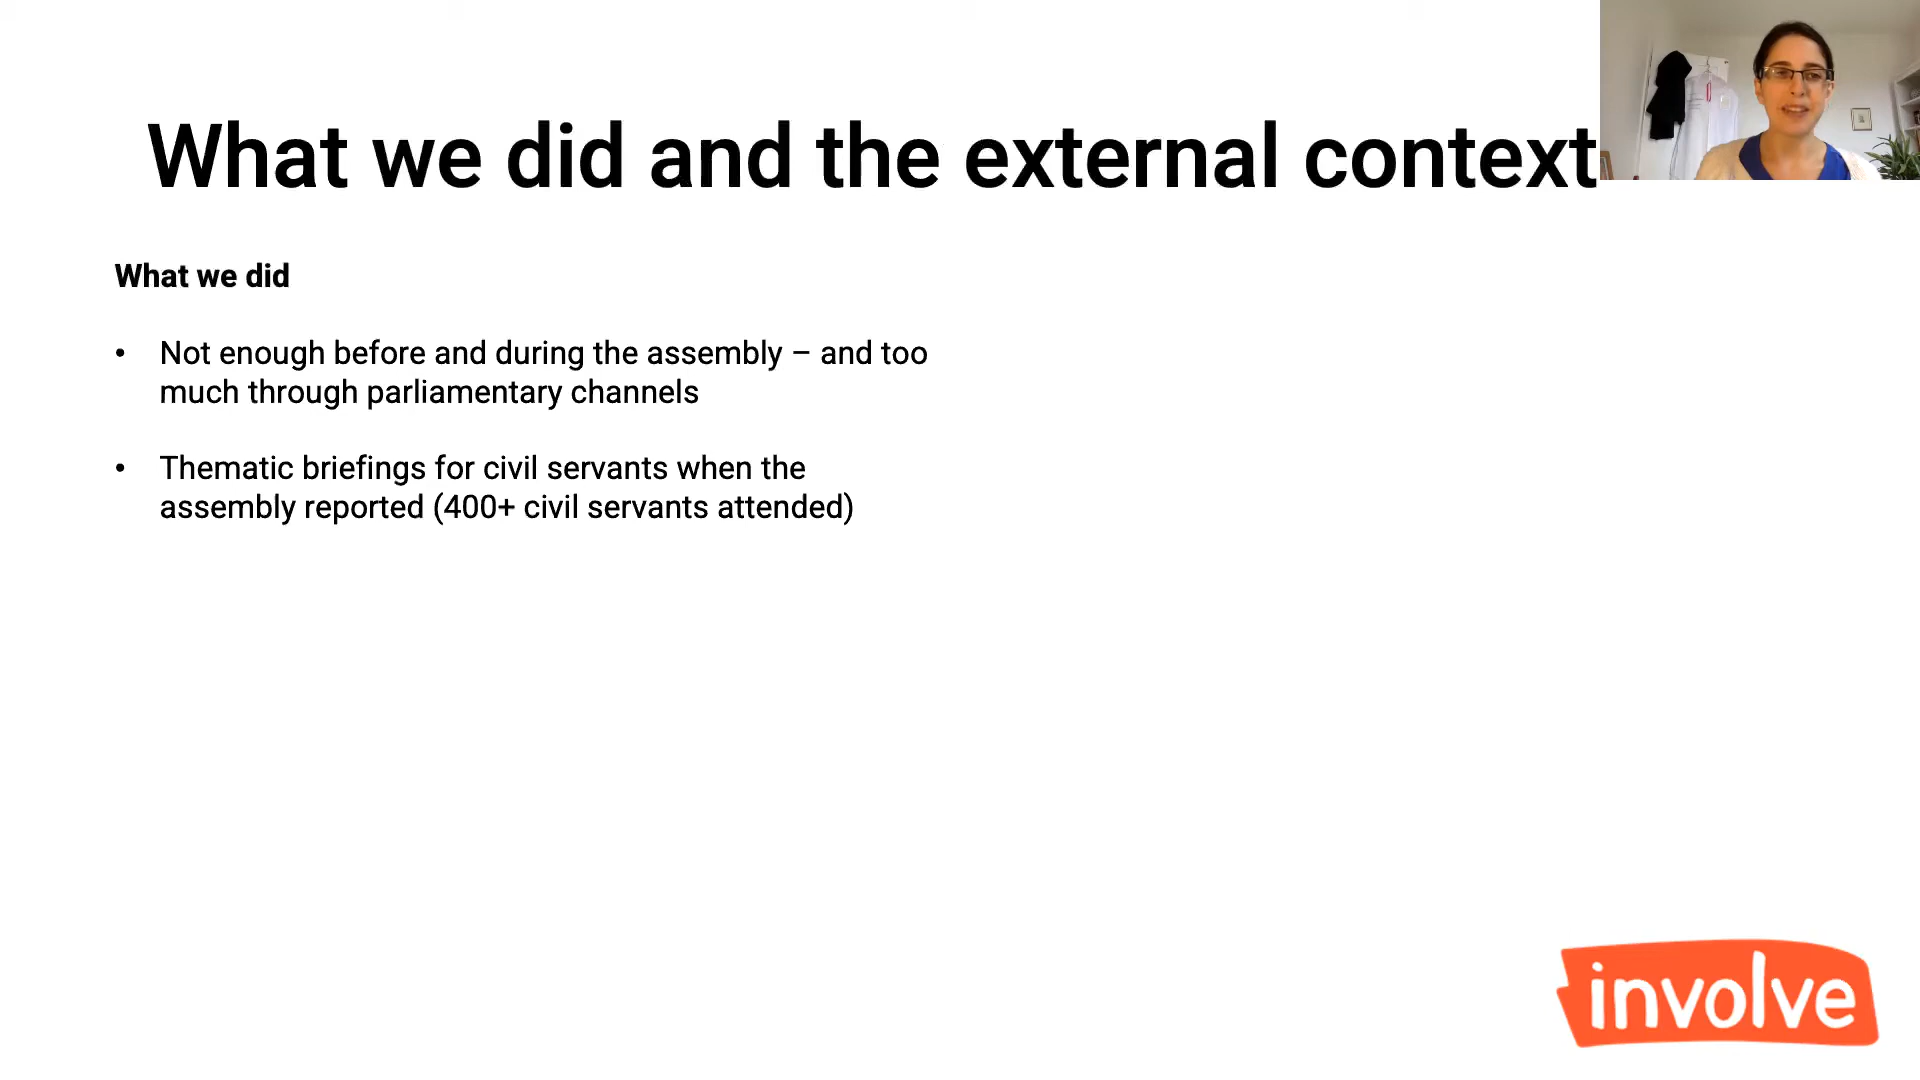 What we did and the external context
What we did
• Not enough before and during the assembly – and too
much through parliamentary channels
• Thematic briefings for civil servants when the
assembly reported (400+ civil servants attended)
involve